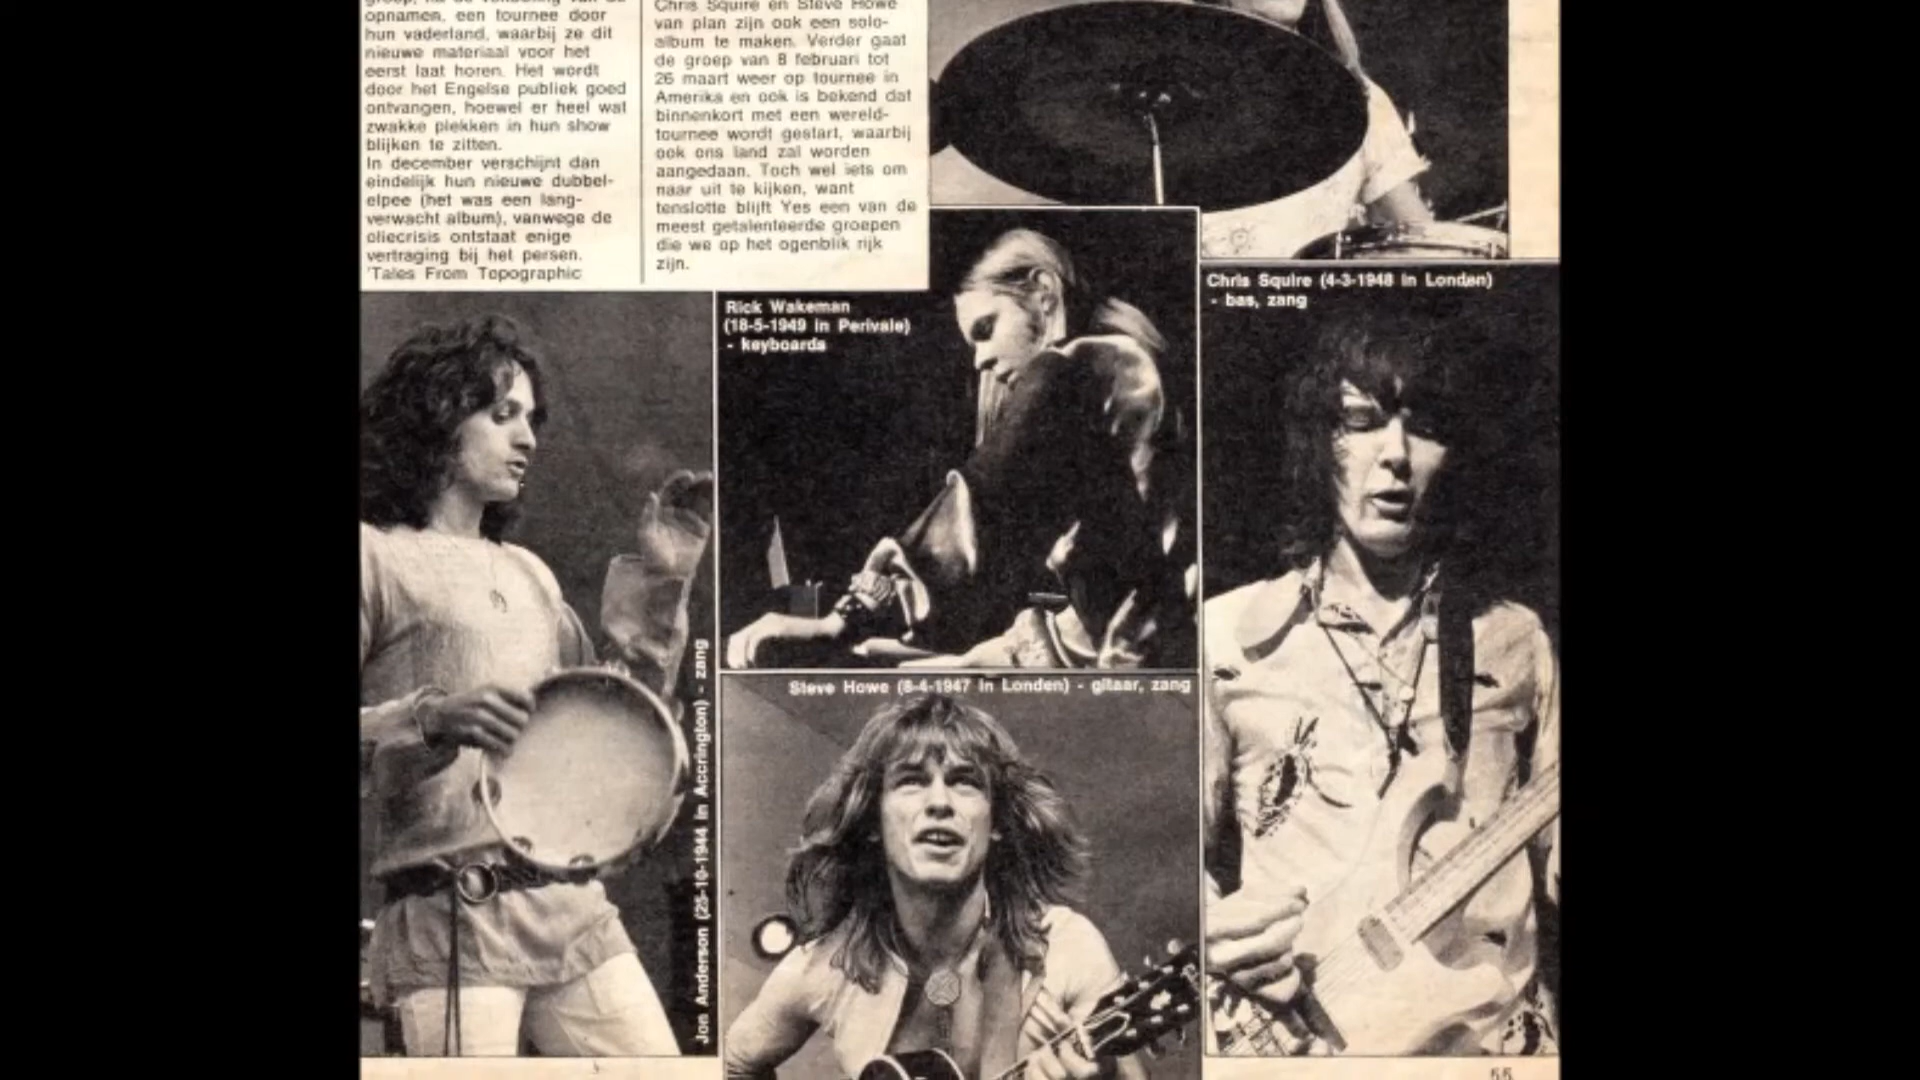 groep, na de voltooiing van de
opnamen, een tournee door
hun vaderland, waarbij ze dit
nieuwe materiaal voor het
eerst laat horen. Het wordt
door het Engelse publiek goed
ontvangen, hoewel er heel wat
zwakke plekken in hun show
blijken te zitten.
In december verschijnt dan
eindelijk hun nieuwe dubbel-
elpee (het was een lang-
verwacht album), vanwege de
oliecrisis ontstaat enige
vertraging bij het persen.
'Tales From Topographic
Chris Squire en Steve Howe
van plan zijn ook een solo-
album te maken. Verder gaat
de groep van 8 februari tot
26 maart weer op tournee in
Amerika en ook is bekend dat
binnenkort met een wereld-
tournee wordt gestart, waarbij
ook ons land zal worden
aangedaan. Toch wel iets om
naar uit te kijken, want
tenslotte blijft Yes een van de
meest getalenteerde groepen
die we op het ogenblik rijk
zijn.
Rick Wakeman
(18-5-1949 in Perivale)
- keyboards
Chris Squire (4-3-1948 in Londen)
- bas, zang
Steve Howe (8-4-1947 in Londen) - gitaar, zang
Jon Anderson (25-10-1944 in Accrington) - zang
55